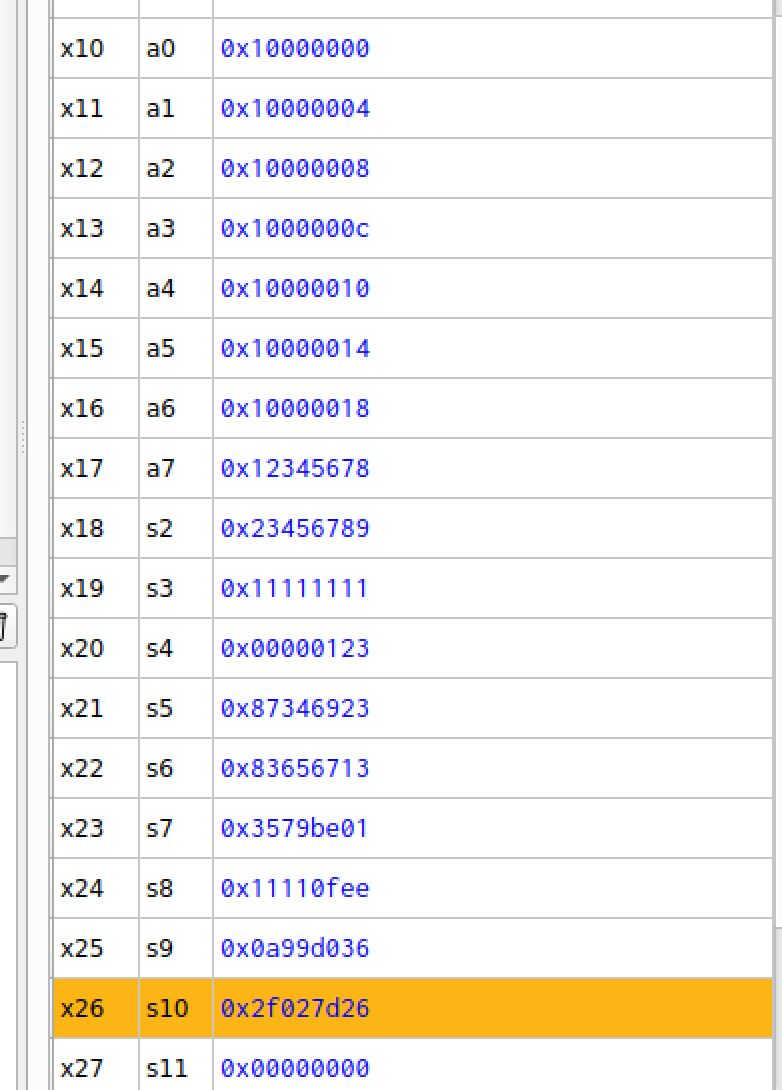 x10 a0 0x10000000
x11 a1 0x10000004
x12 a2 0x10000008
x13 a3 0x1000000c
x14 a4 0x10000010
x15 a5 0x10000014
x16 a6 0x10000018
x17 a7 0x12345678
x18 s2 0x23456789
x19 s3 0x11111111
x20 s4 0x00000123
x21 s5 0x87346923
x22 s6 0x83656713
x23 s7 0x3579be01
x24 s8 0x11110fee
x25 s9 0x0a99d036
x26 s10 0x2f027d26
x27 s11 0x00000000